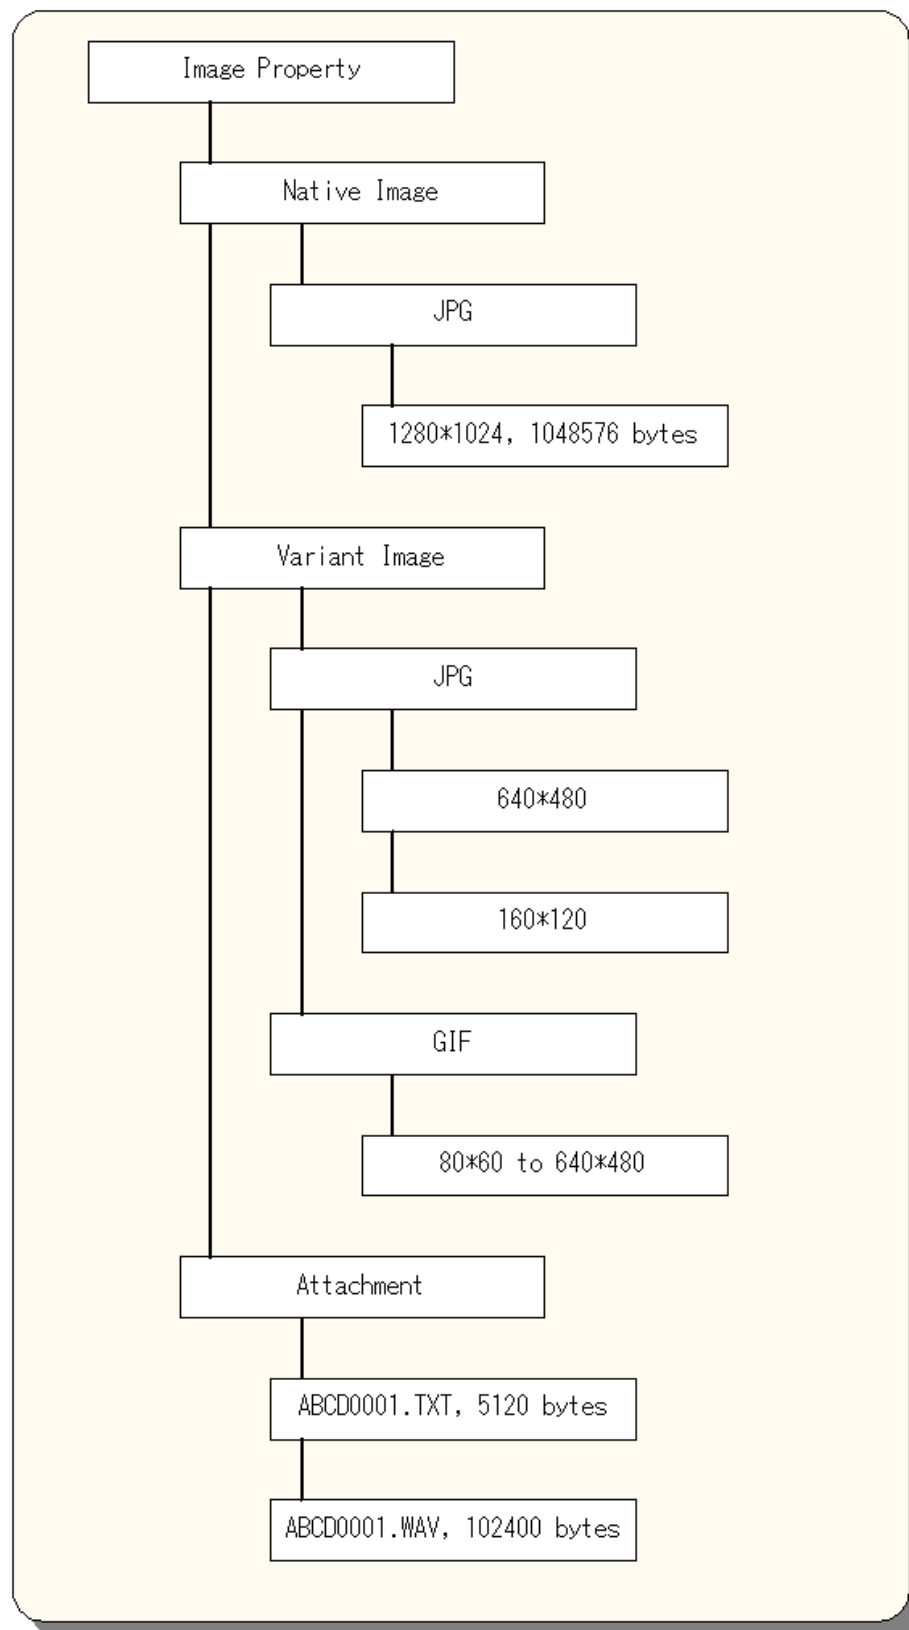 Image Property
Native Image
JPG
1280*1024, 1048576 bytes
Variant Image
JPG
640*480
160*120
GIF
80*60 to 640*480
Attachment
ABCD0001.TXT, 5120 bytes
ABCD0001.WAV, 102400 bytes